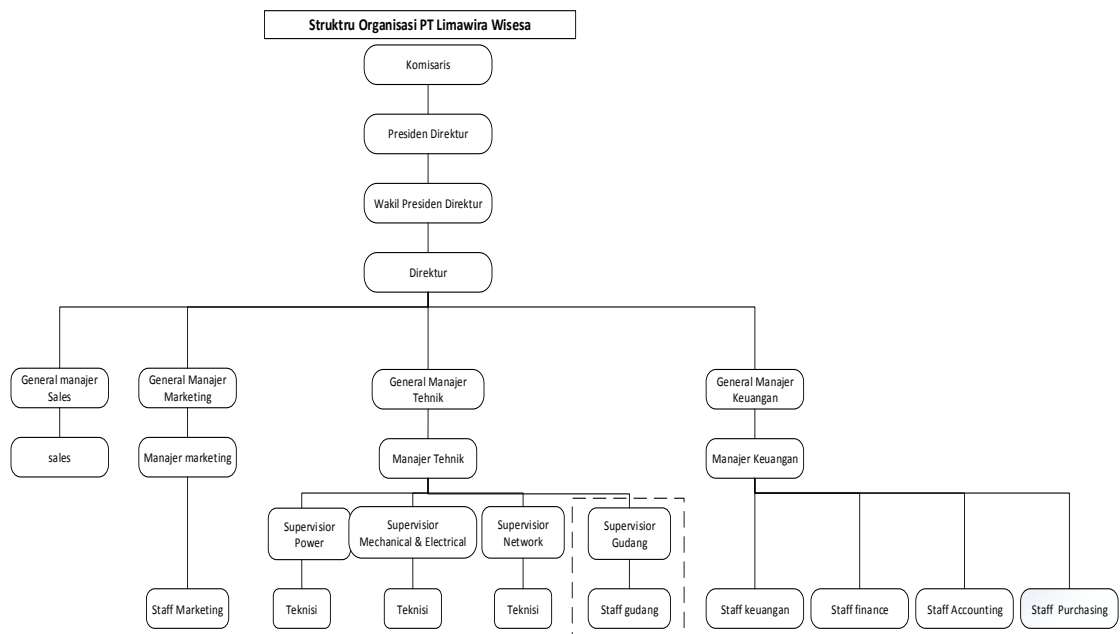 Struktru Organisasi PT Limawira Wisesa
Komisaris
Presiden Direktur
Wakil Presiden Direktur
Direktur
General manajer
Sales
General Manajer
Marketing
General Manajer
Tehnik
General Manajer
Keuangan
sales
Manajer marketing
Manajer Tehnik
Manajer Keuangan
Supervisior
Power
Supervisior
Mechanical & Electrical
Supervisior
Network
Supervisior
Gudang
Staff Marketing
Teknisi
Teknisi
Teknisi
Staff gudang
Staff keuangan
Staff finance
Staff Accounting
Staff Purchasing